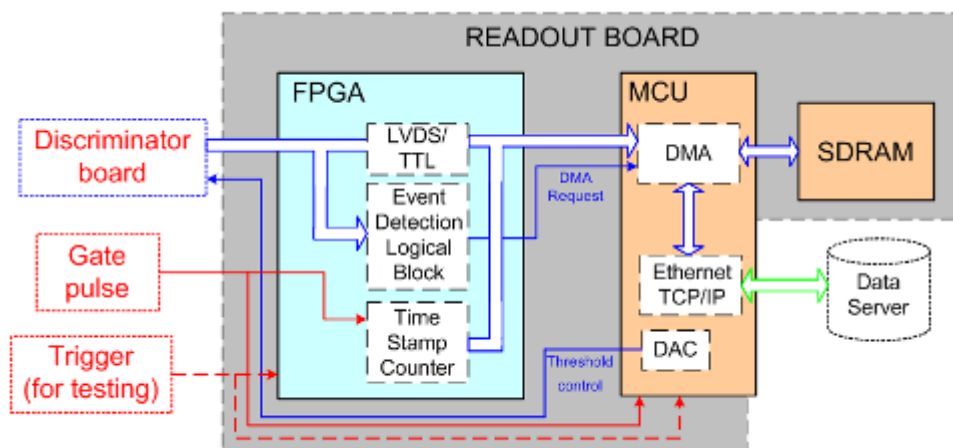 READOUT BOARD
FPGA
MCU
Discriminator
board
LVDS/
TTL
DMA
SDRAM
DMA
Request
Event
Detection
Logical
Block
Gate
pulse
Ethernet
TCP/IP
Data
Server
Time
Stamp
Counter
Trigger
(for testing)
DAC
Threshold
control